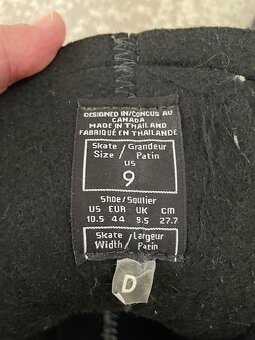 DESIGNED IN/CONCUS AU
CANADA
MADE IN THAILAND
FABRIQUÉ EN THAILANDE
Skate / Grandeur
Size / Patin
US
9
Shoe/Soulier
US EUR UK CM
10.5 44 9.5 27.7
Skate / Largeur
Width / Patin
D